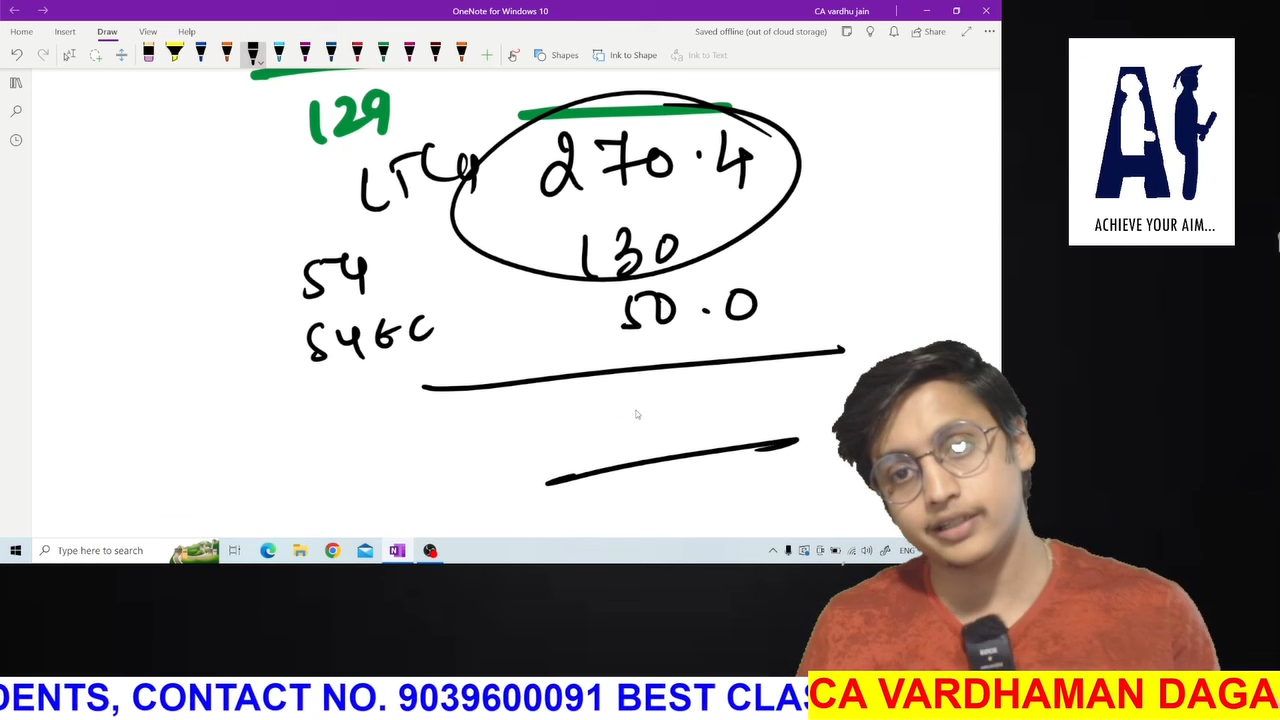 OneNote for Windows 10
CA vardhu jain
Home Insert Draw View Help
Saved offline (out of cloud storage)
Share
Shapes
Ink to Shape
Ink to Text
129
LTCG 270.4
130
54
50.0
54EC
ACHIEVE YOUR AIM...
Type here to search
ENG
DENTS, CONTACT NO. 9039600091 BEST CLAS
CA VARDHAMAN DAGA